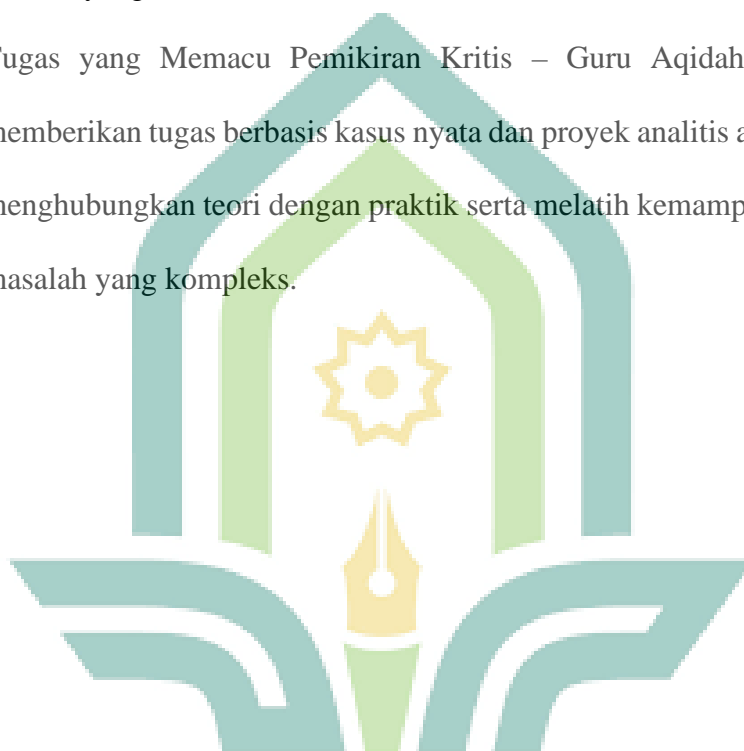 Tugas yang Memacu Pemikiran Kritis – Guru Aqidah
memberikan tugas berbasis kasus nyata dan proyek analitis
menghubungkan teori dengan praktik serta melatih
masalah yang kompleks.